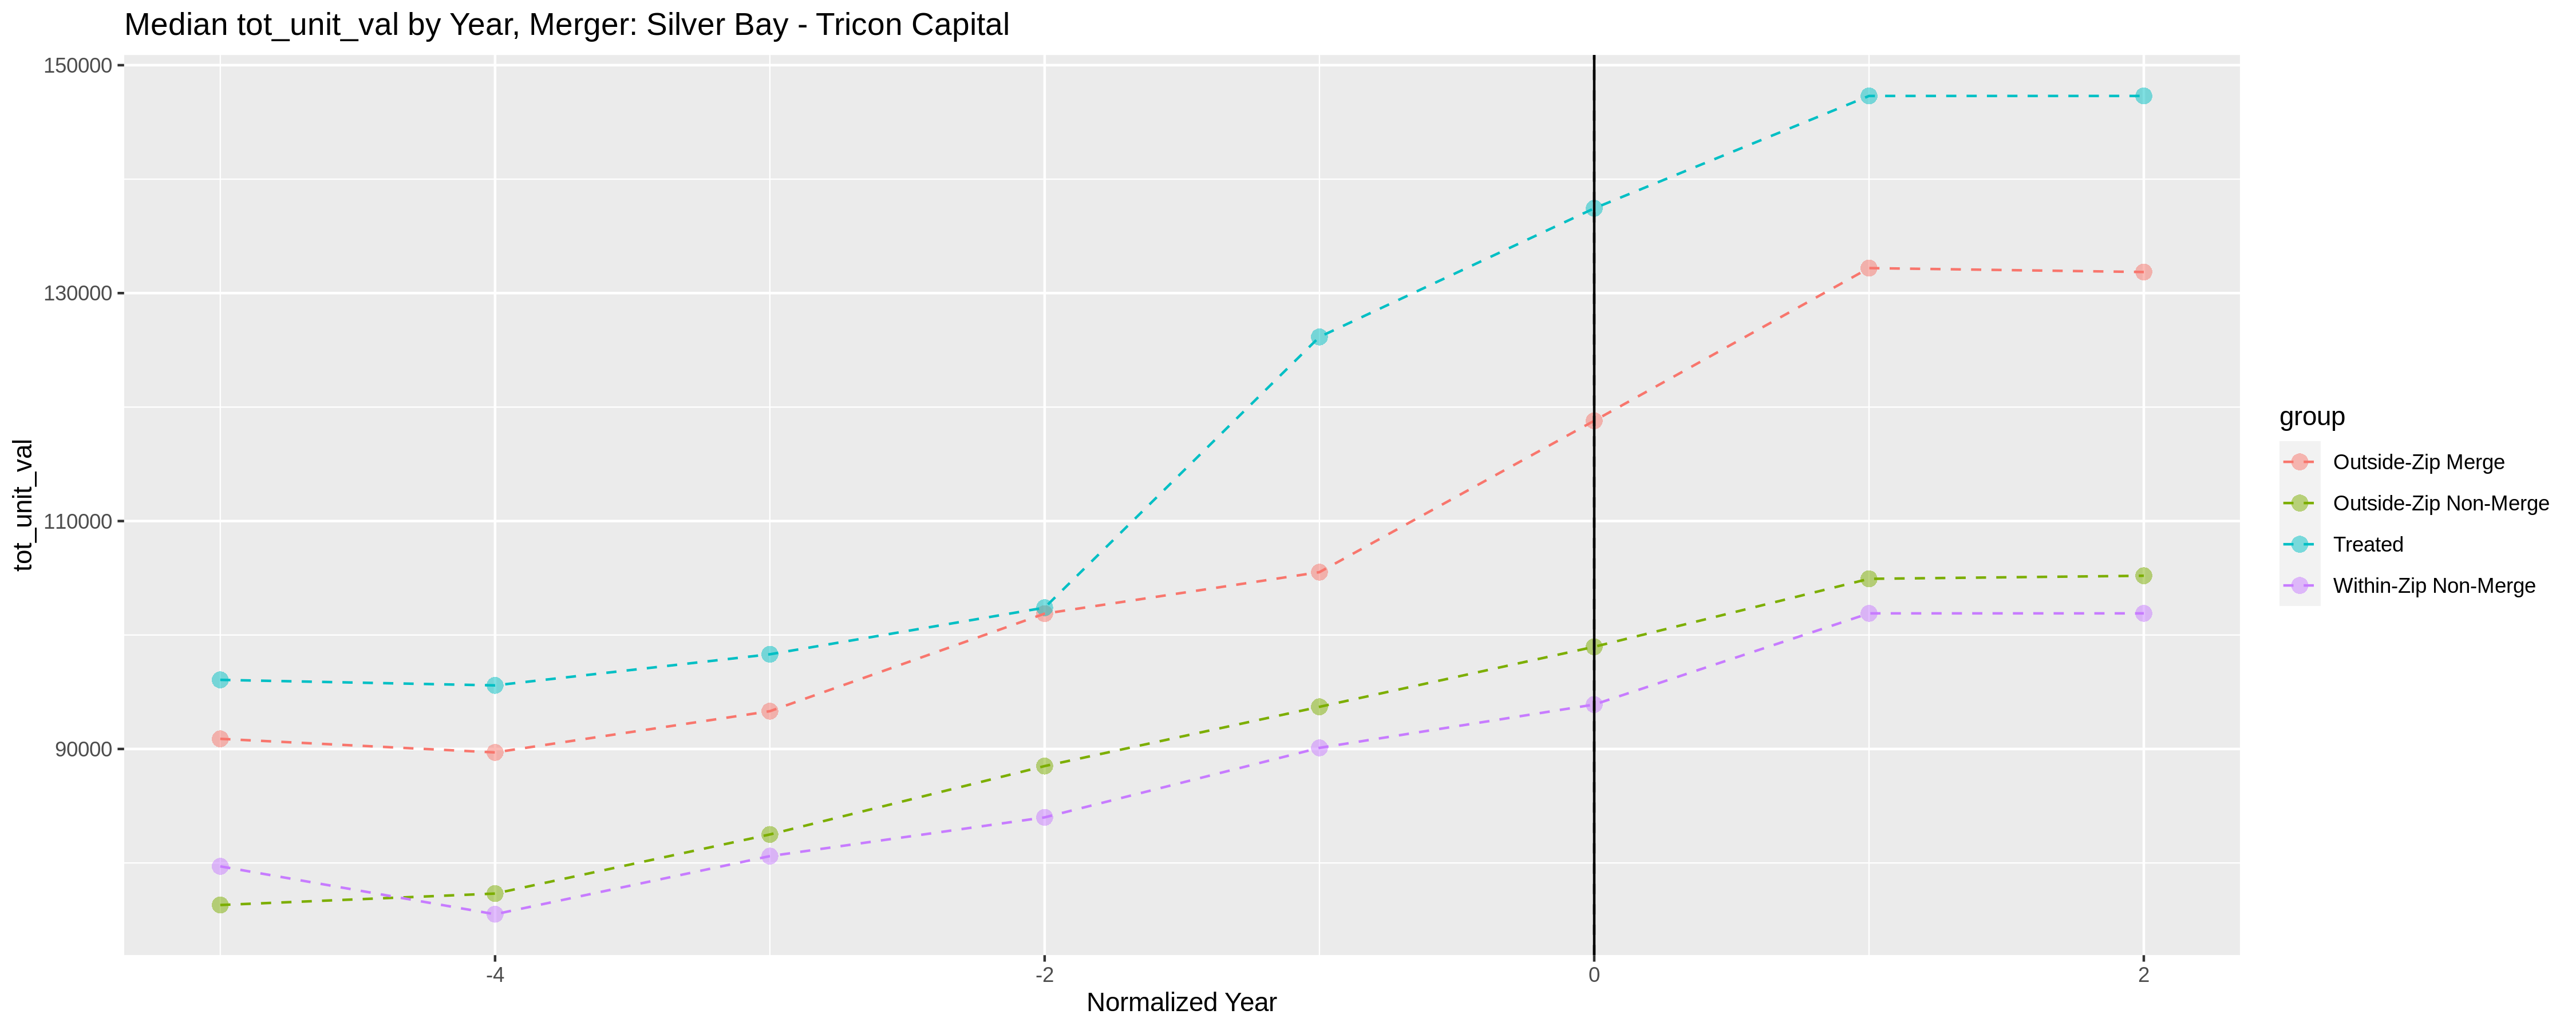 Median tot_unit_val by Year, Merger: Silver Bay - Tricon Capital
150000
130000
110000
90000
tot_unit_val
-4
-2
0
2
Normalized Year
group
Outside-Zip Merge
Outside-Zip Non-Merge
Treated
Within-Zip Non-Merge